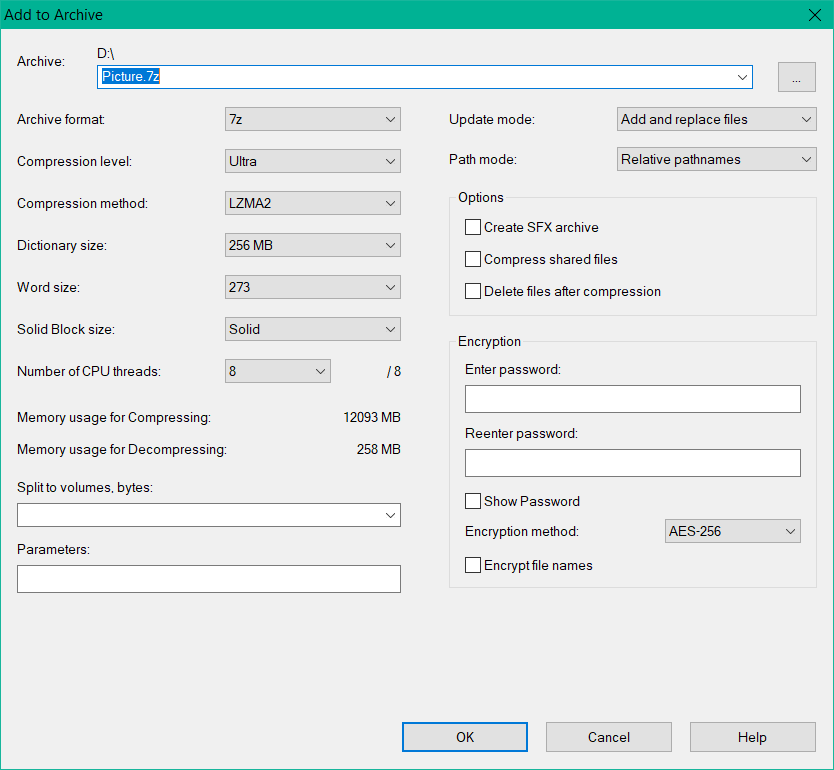 Add to Archive
Archive:
D:\
Picture.7z
...
Archive format:
7z
Compression level:
Ultra
Compression method:
LZMA2
Dictionary size:
256 MB
Word size:
273
Solid Block size:
Solid
Number of CPU threads:
8
/ 8
Memory usage for Compressing:
12093 MB
Memory usage for Decompressing:
258 MB
Split to volumes, bytes:
Parameters:
Update mode:
Add and replace files
Path mode:
Relative pathnames
Options
Create SFX archive
Compress shared files
Delete files after compression
Encryption
Enter password:
Reenter password:
Show Password
Encryption method:
AES-256
Encrypt file names
OK
Cancel
Help